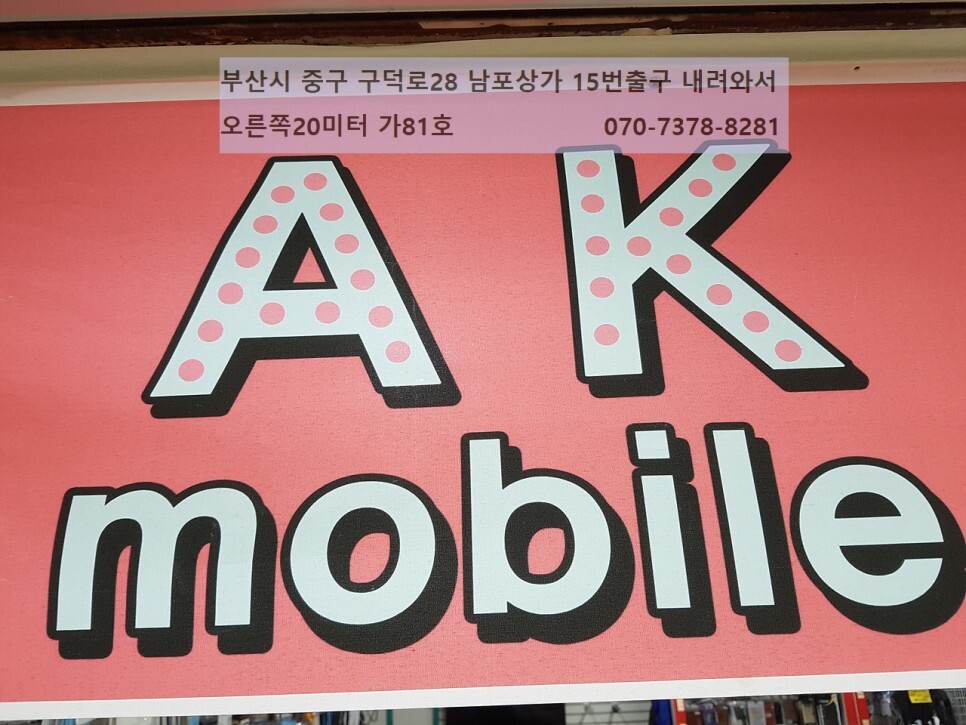 부산시 중구 구덕로28 남포상가 15번출구 내려와서
오른쪽20미터 가81호 070-7378-8281
A K
mobile